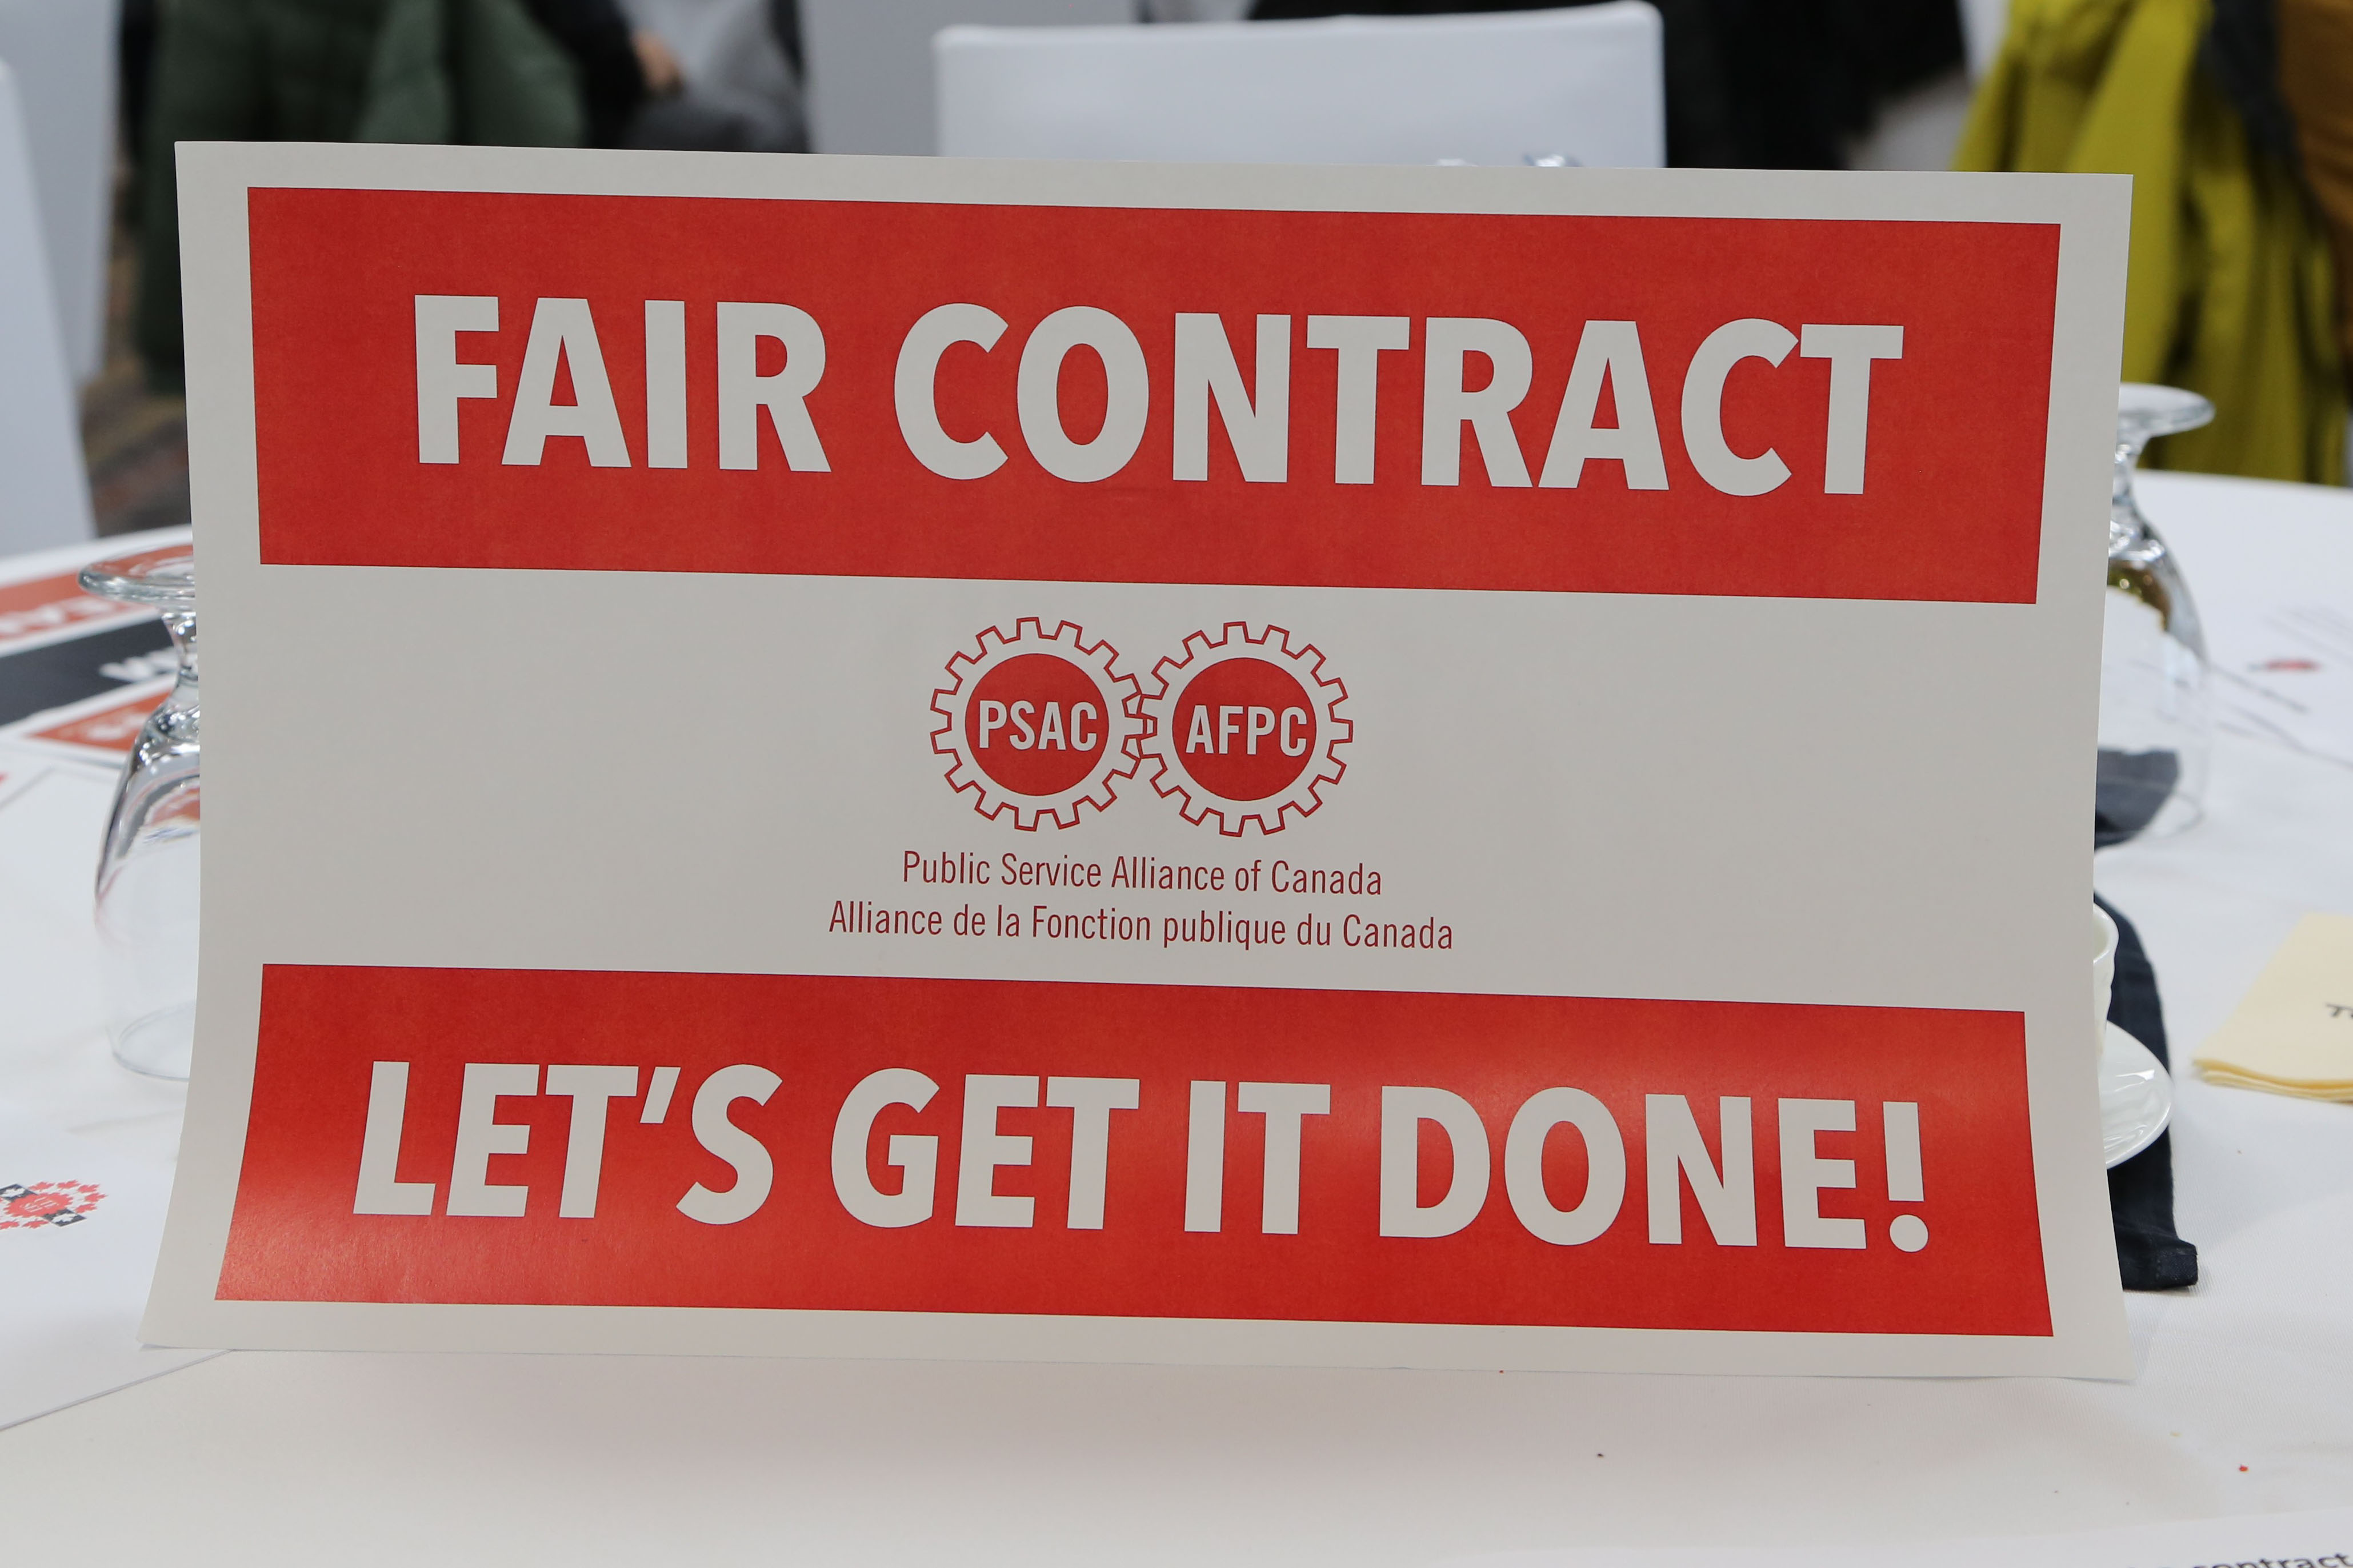 FAIR CONTRACT
PSAC AFPC
Public Service Alliance of Canada
Alliance de la Fonction publique du Canada
LET'S GET IT DONE!
contract